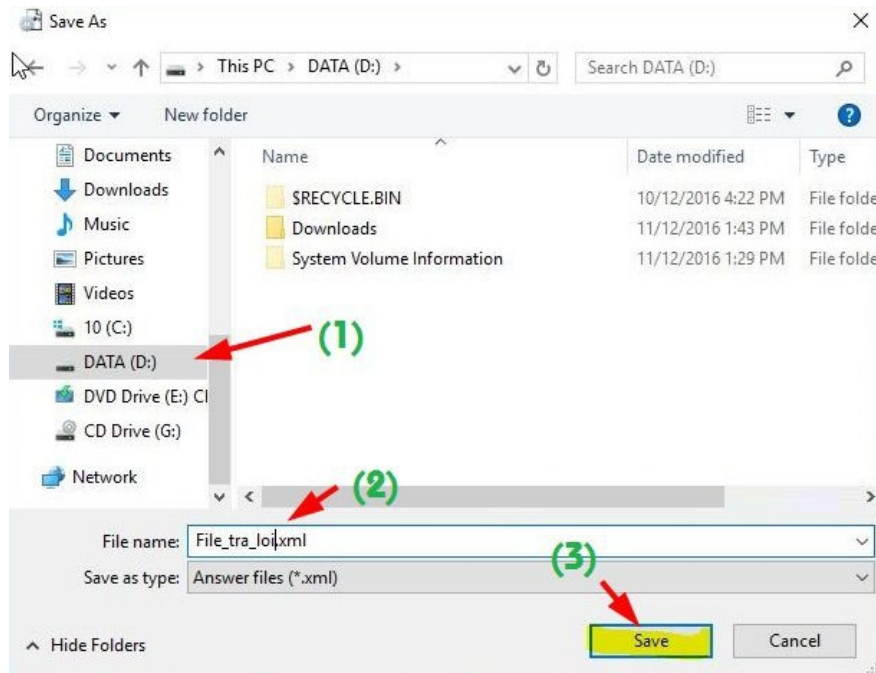 Save As
This PC > DATA (D:) >
Search DATA (D:)
Organize
New folder
Name
Date modified
Type
Documents
Downloads
Music
Pictures
Videos
10 (C:)
DATA (D:)
DVD Drive (E:) CI
CD Drive (G:)
Network
$RECYCLE.BIN
10/12/2016 4:22 PM
File folde
Downloads
11/12/2016 1:43 PM
File folde
System Volume Information
11/12/2016 1:29 PM
File folde
(1)
(2)
File name: File_tra_loi.xml
Save as type: Answer files (*.xml)
(3)
Hide Folders
Save
Cancel